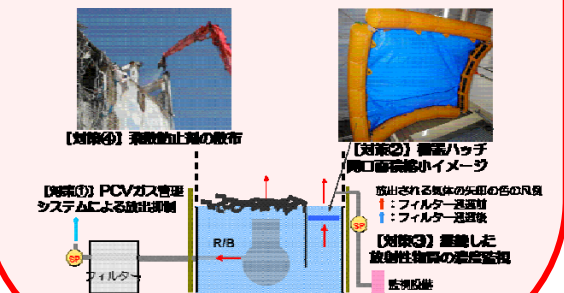 【対策④】飛散防止剤の散布
【対策②】機器ハッチ
開口面積縮小イメージ
【対策①】PCVガス管理
システムによる放出抑制
放出される気体の矢印の色の凡例
：フィルター通過前
：フィルター通過後
SP
R/B
SP
フィルター
【対策③】
放射性物質の濃度監視
監視設備